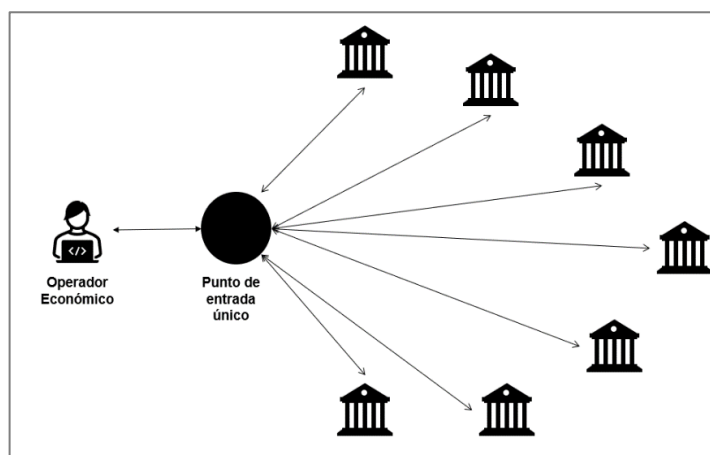 Operador
Económico
Punto de
entrada
único